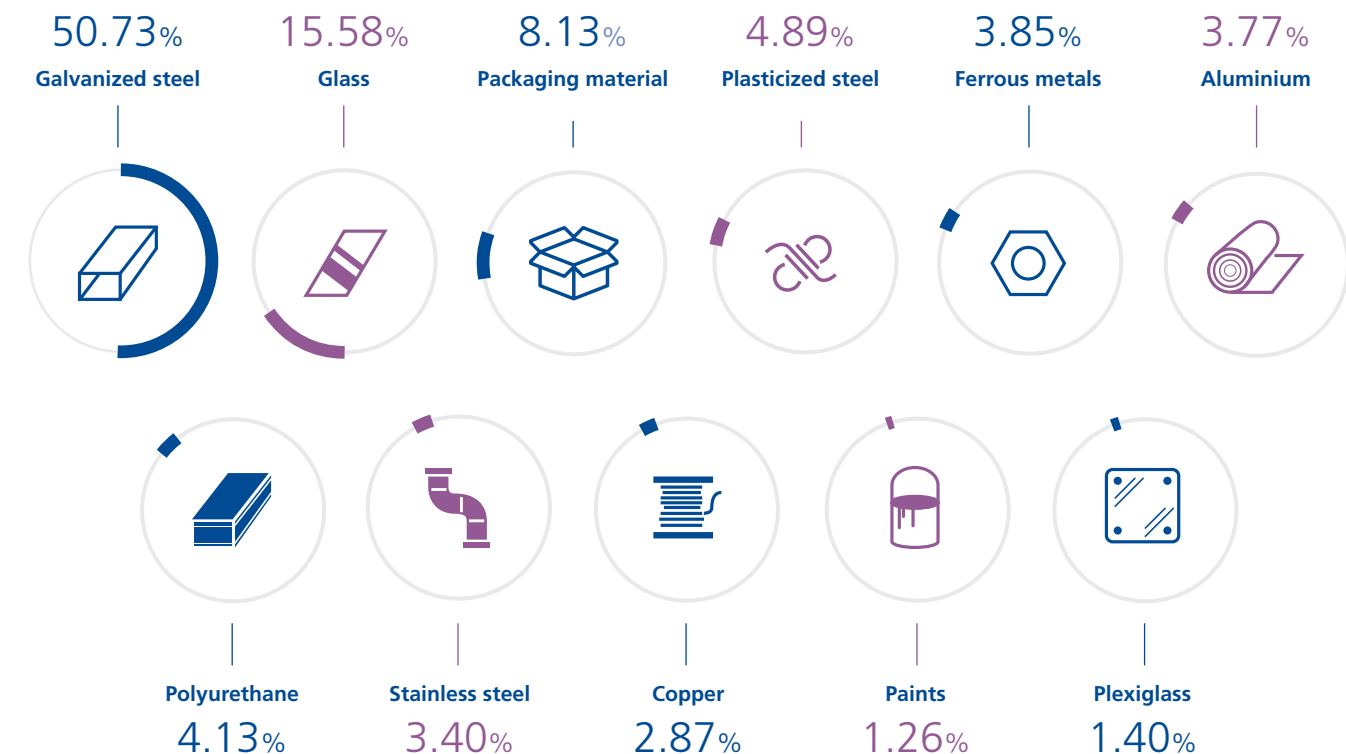 50.73% 15.58% 8.13% 4.89% 3.85% 3.77%
Galvanized steel Glass Packaging material Plasticized steel Ferrous metals Aluminium
Polyurethane Stainless steel Copper Paints Plexiglass
4.13% 3.40% 2.87% 1.26% 1.40%